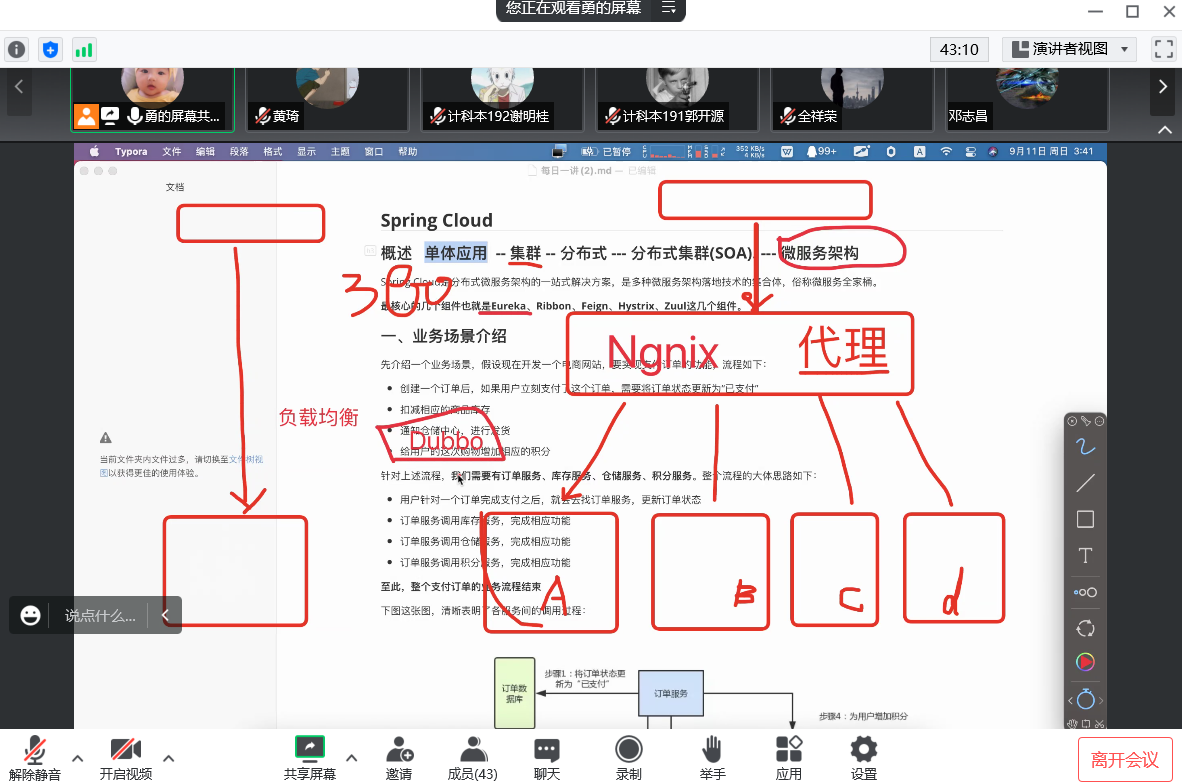 您正在观看勇的屏幕
43:10
演讲者视图
勇的屏幕共...
黄琦
计科本192谢明桂
计科本191郭开源
全祥荣
邓志昌
Typora 文件 编辑 段落 格式 显示 主题 窗口 帮助
已暂停
352 KB/s
4 KB/s
99+
9月11日 周日 3:41
每日一讲 (2).md — 已编辑
文档
Spring Cloud
概述 单体应用 -- 集群 -- 分布式 --- 分布式集群(SOA) --- 微服务架构
Spring Cloud是分布式微服务架构的一站式解决方案，是多种微服务架构落地技术的集合体，俗称微服务全家桶。
最核心的几个组件也就是Eureka、Ribbon、Feign、Hystrix、Zuul这几个组件。
一、业务场景介绍
Ngnix
代理
先介绍一个业务场景，假设现在开发一个电商网站，要实现支付订单的功能，流程如下：
创建一个订单后，如果用户立刻支付了这个订单、需要将订单状态更新为“已支付”
扣减相应的商品库存
负载均衡
通知仓储中心，进行发货
Dubbo
给用户的这次购物增加相应的积分
当前文件夹内文件过多，请切换至文件树视
图以获得更佳的使用体验。
针对上述流程，我们需要有订单服务、库存服务、仓储服务、积分服务。整个流程的大体思路如下：
用户针对一个订单完成支付之后，就会去找订单服务，更新订单状态
订单服务调用库存服务，完成相应功能
订单服务调用仓储服务，完成相应功能
订单服务调用积分服务，完成相应功能
A
B
C
d
至此，整个支付订单的业务流程结束
下图这张图，清晰表明了各服务间的调用过程：
说点什么...
订单数
据库
步骤1：将订单状态更
新为“已支付”
订单服务
步骤4：为用户增加积分
解除静音
开启视频
共享屏幕
邀请
成员(43)
聊天
录制
举手
应用
设置
离开会议